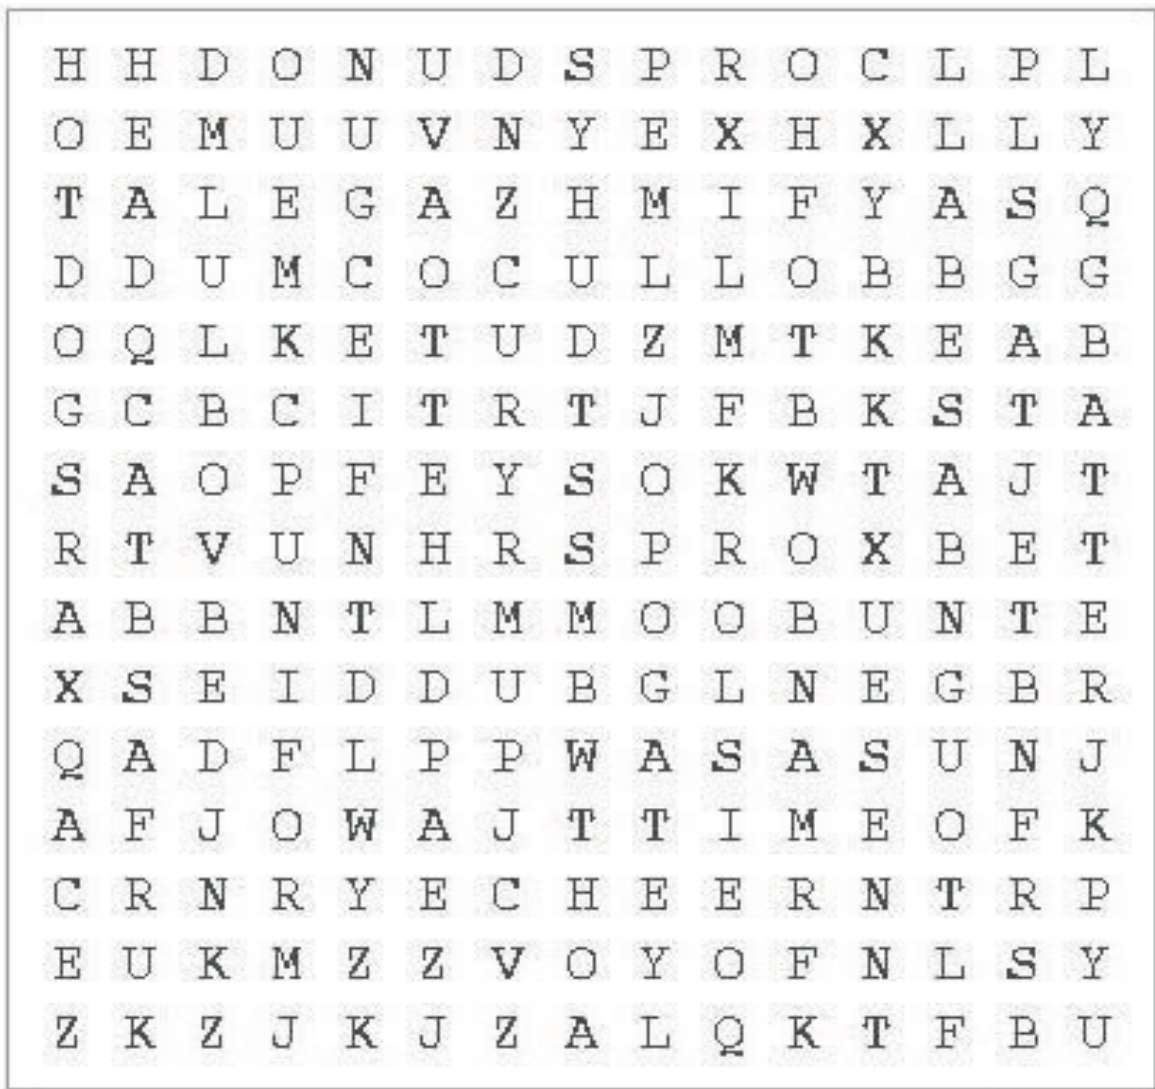 H H D O N U D S P R O C L P L
O E M U U V N Y E X H X L L Y
T A L E G A Z H M I F Y A S Q
D D U M C O C U L L O B B G G
O Q L K E T U D Z M T K E A B
G C B C I T R T J F B K S T A
S A O P F E Y S O K W T A J T
R T V U N H R S P R O X B E T
A B B N T L M M O O B U N T E
X S E I D D U B G L N E G B R
Q A D F L P P W A S A S U N J
A F J O W A J T T I M E O F K
C R N R Y E C H E E R N T R P
E U K M Z Z V O Y O F N L S Y
Z K Z J K J Z A L Q K T F B U